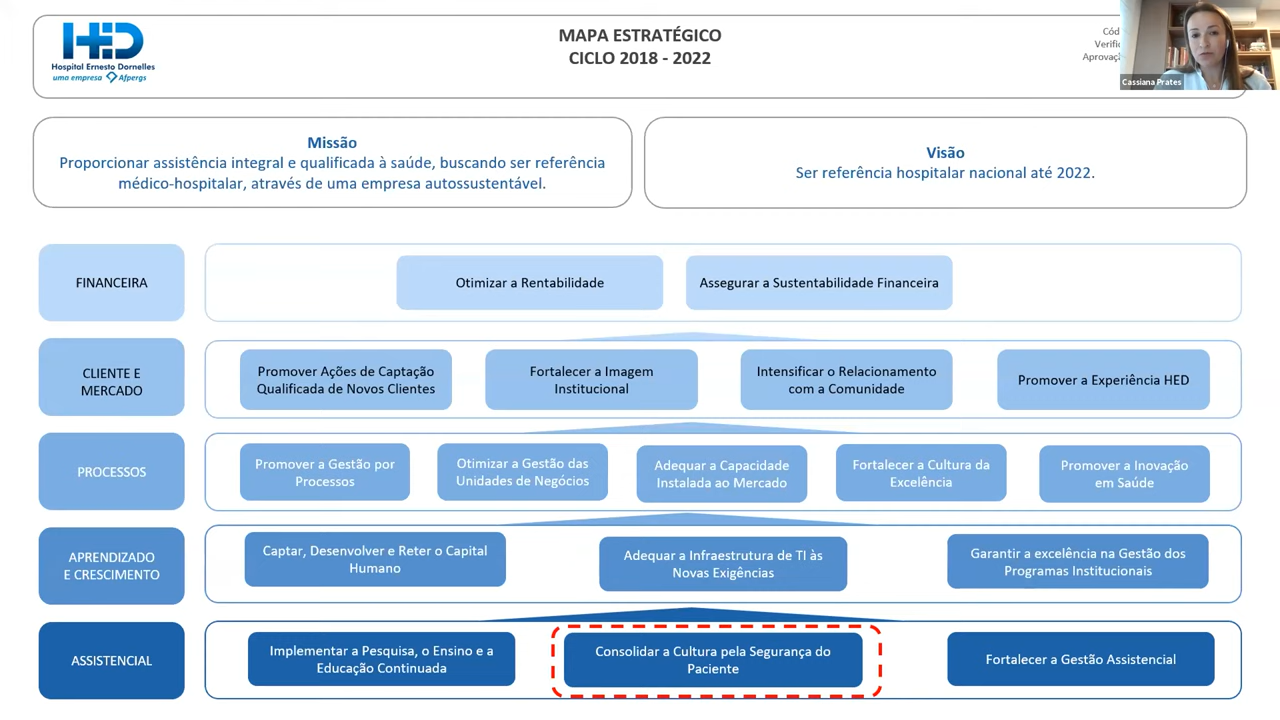 HED
Hospital Ernesto Dornelles
uma empresa Afpergs
MAPA ESTRATÉGICO
CICLO 2018 - 2022
Cassiana Prates
Missão
Proporcionar assistência integral e qualificada à saúde, buscando ser referência
médico-hospitalar, através de uma empresa autossustentável.
Visão
Ser referência hospitalar nacional até 2022.
FINANCEIRA
Otimizar a Rentabilidade
Assegurar a Sustentabilidade Financeira
CLIENTE E
MERCADO
Promover Ações de Captação
Qualificada de Novos Clientes
Fortalecer a Imagem
Institucional
Intensificar o Relacionamento
com a Comunidade
Promover a Experiência HED
PROCESSOS
Promover a Gestão por
Processos
Otimizar a Gestão das
Unidades de Negócios
Adequar a Capacidade
Instalada ao Mercado
Fortalecer a Cultura da
Excelência
Promover a Inovação
em Saúde
APRENDIZADO
E CRESCIMENTO
Captar, Desenvolver e Reter o Capital
Humano
Adequar a Infraestrutura de TI às
Novas Exigências
Garantir a excelência na Gestão dos
Programas Institucionais
ASSISTENCIAL
Implementar a Pesquisa, o Ensino e a
Educação Continuada
Consolidar a Cultura pela Segurança do
Paciente
Fortalecer a Gestão Assistencial